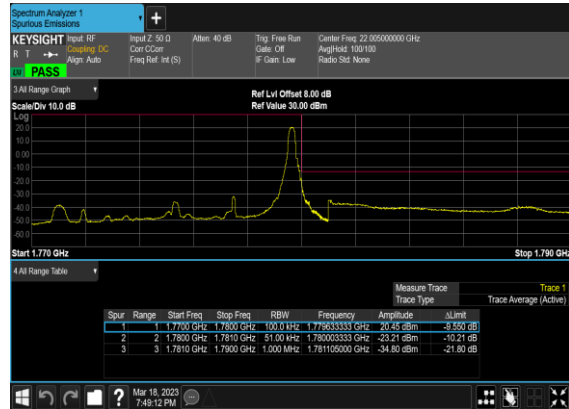 Spectrum Analyzer 1
Spurious Emissions
KEYSIGHT Input: RF Input Z: 50 Ω Atten: 40 dB Trig: Free Run Center Freq: 22.005000000 GHz
R T Coupling: DC Corr CCorr Gate: Off Avg|Hold: 100/100
Align: Auto Freq Ref: Int (S) IF Gain: Low Radio Std: None
PASS
3 All Range Graph Ref Lvl Offset 8.00 dB
Scale/Div 10.0 dB Ref Value 30.00 dBm
Log
20.0
10.0
0.00
-10.0
-20.0
-30.0
-40.0
-50.0
-60.0
Start 1.770 GHz Stop 1.790 GHz
4 All Range Table
Measure Trace Trace 1
Trace Type Trace Average (Active)
Spur Range Start Freq Stop Freq RBW Frequency Amplitude ΔLimit
1 1 1.7700 GHz 1.7800 GHz 100.0 kHz 1.779633333 GHz 20.45 dBm -9.550 dB
2 2 1.7800 GHz 1.7810 GHz 51.00 kHz 1.780003333 GHz -23.21 dBm -10.21 dB
3 3 1.7810 GHz 1.7900 GHz 1.000 MHz 1.781105000 GHz -34.80 dBm -21.80 dB
? Mar 18, 2023
7:49:12 PM